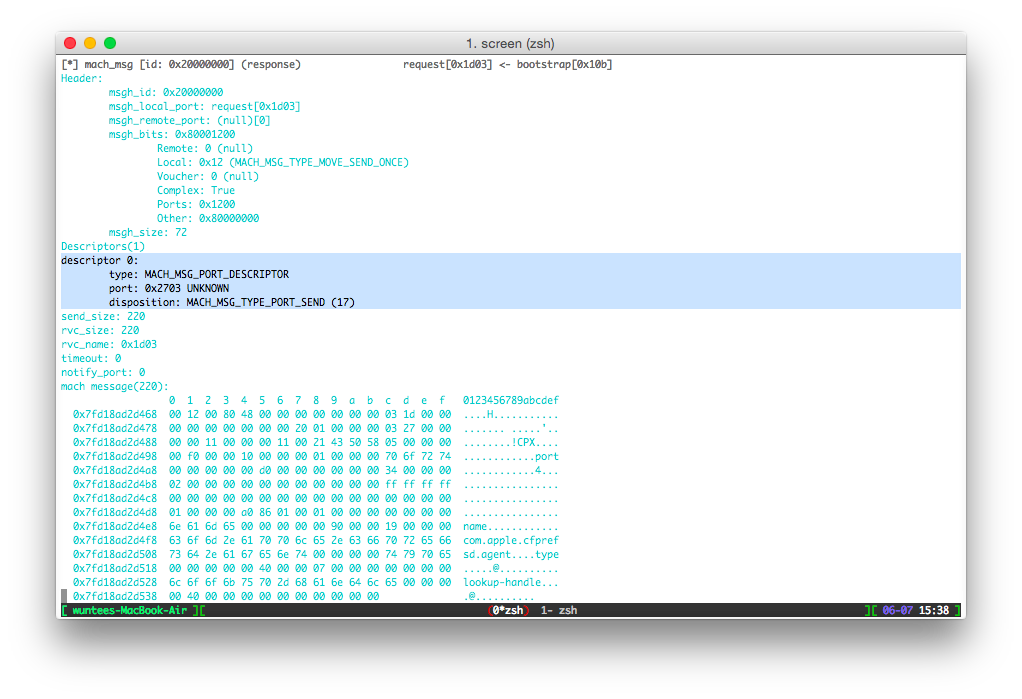 1. screen (zsh)
[*] mach_msg [id: 0x20000000] (response) request[0x1d03] <- bootstrap[0x10b]
Header:
msgh_id: 0x20000000
msgh_local_port: request[0x1d03]
msgh_remote_port: (null)[0]
msgh_bits: 0x80001200
Remote: 0 (null)
Local: 0x12 (MACH_MSG_TYPE_MOVE_SEND_ONCE)
Voucher: 0 (null)
Complex: True
Ports: 0x1200
Other: 0x80000000
msgh_size: 72
Descriptors(1)
descriptor 0:
type: MACH_MSG_PORT_DESCRIPTOR
port: 0x2703 UNKNOWN
disposition: MACH_MSG_TYPE_PORT_SEND (17)
send_size: 220
rvc_size: 220
rvc_name: 0x1d03
timeout: 0
notify_port: 0
mach message(220):
0 1 2 3 4 5 6 7 8 9 a b c d e f 0123456789abcdef
0x7fd18ad2d468 00 12 00 80 48 00 00 00 00 00 00 00 03 1d 00 00 ....H...........
0x7fd18ad2d478 00 00 00 00 00 00 00 20 01 00 00 00 03 27 00 00 ....... .....'..
0x7fd18ad2d488 00 00 11 00 00 00 11 00 21 43 50 58 05 00 00 00 ........!CPX....
0x7fd18ad2d498 00 f0 00 00 10 00 00 00 01 00 00 00 70 6f 72 74 ............port
0x7fd18ad2d4a8 00 00 00 00 00 d0 00 00 00 00 00 00 34 00 00 00 ............4...
0x7fd18ad2d4b8 02 00 00 00 00 00 00 00 00 00 00 00 ff ff ff ff ................
0x7fd18ad2d4c8 00 00 00 00 00 00 00 00 00 00 00 00 00 00 00 00 ................
0x7fd18ad2d4d8 01 00 00 00 a0 86 01 00 01 00 00 00 00 00 00 00 ................
0x7fd18ad2d4e8 6e 61 6d 65 00 00 00 00 00 90 00 00 19 00 00 00 name............
0x7fd18ad2d4f8 63 6f 6d 2e 61 70 70 6c 65 2e 63 66 70 72 65 66 com.apple.cfpref
0x7fd18ad2d508 73 64 2e 61 67 65 6e 74 00 00 00 00 74 79 70 65 sd.agent....type
0x7fd18ad2d518 00 00 00 00 00 40 00 00 07 00 00 00 00 00 00 00 .....@..........
0x7fd18ad2d528 6c 6f 6f 6b 75 70 2d 68 61 6e 64 6c 65 00 00 00 lookup-handle...
0x7fd18ad2d538 00 40 00 00 00 00 00 00 00 00 00 00 .@..........
[ wuntees-MacBook-Air ][ (0*zsh) 1- zsh ][ 06-07 15:38 ]